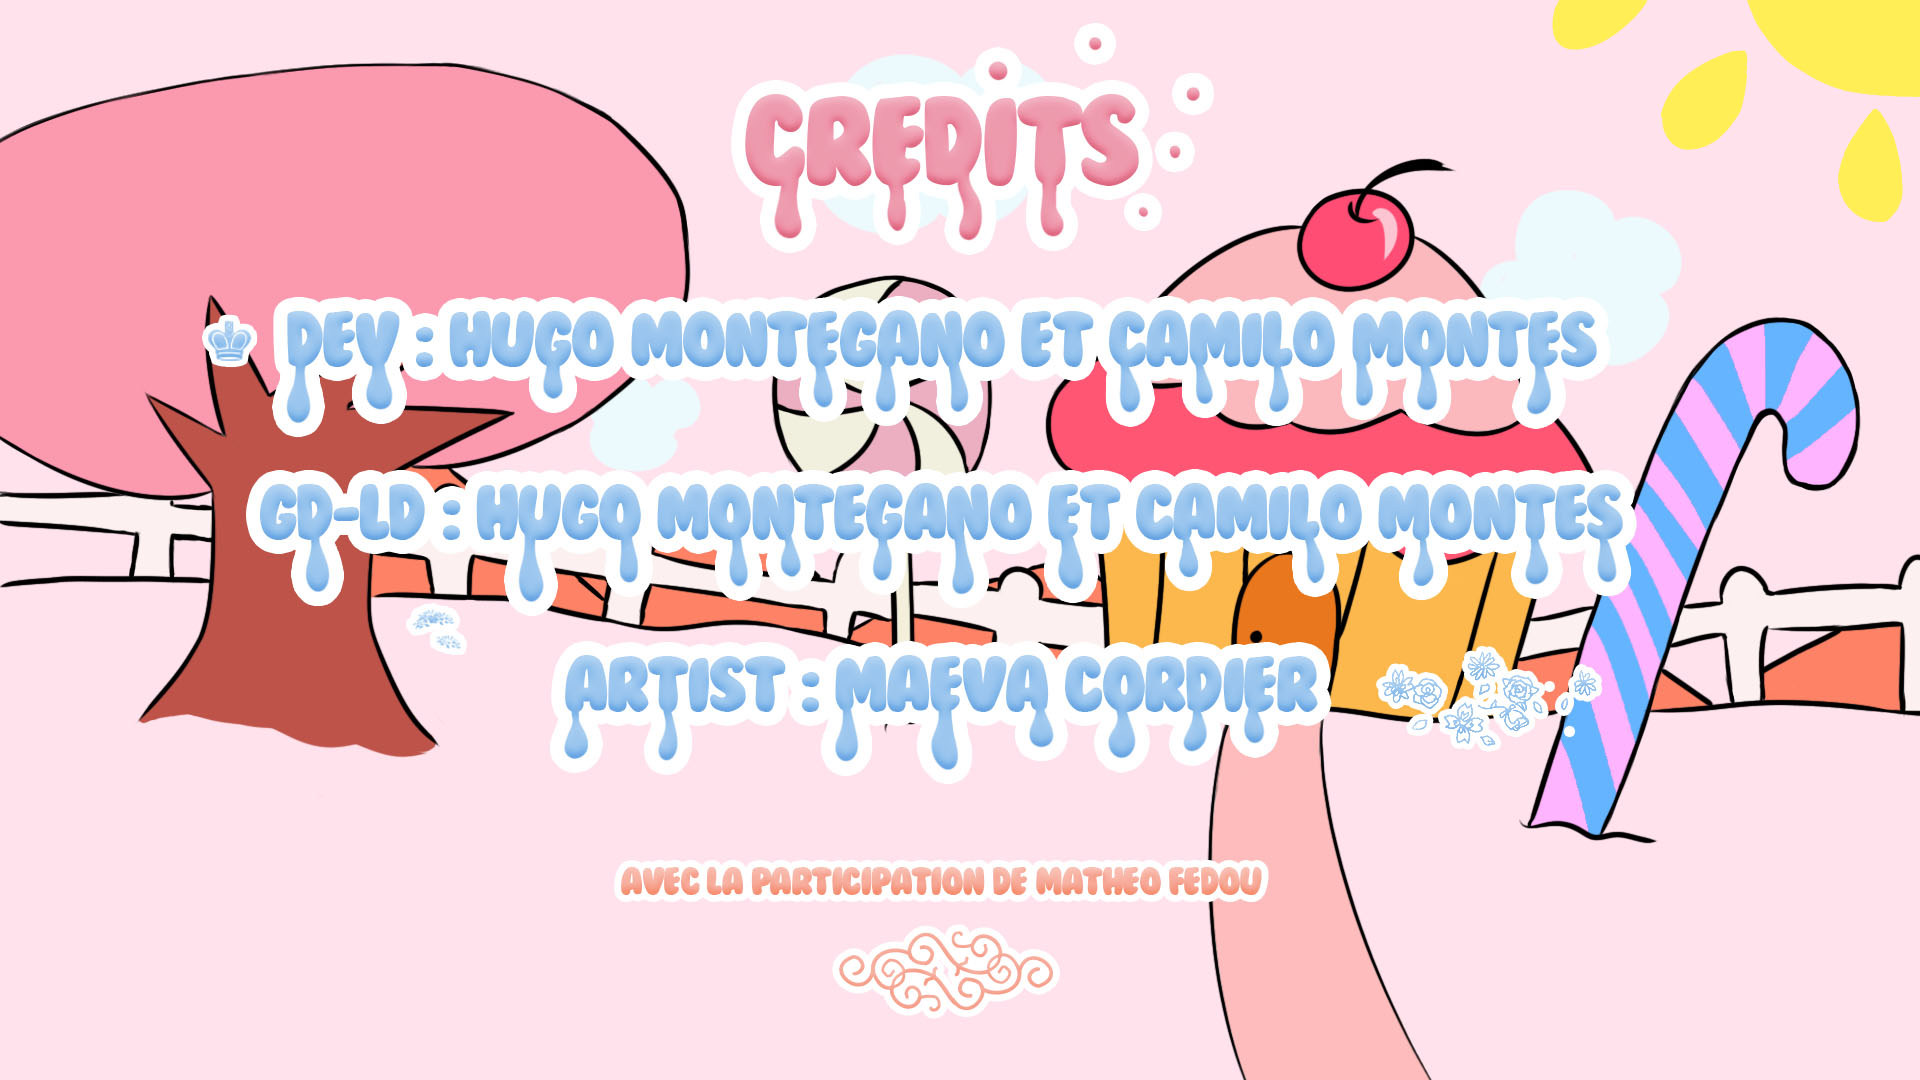 CREDITS
DEV : HUGO MONTEGANO ET CAMILO MONTES
GD-LD : HUGO MONTEGANO ET CAMILO MONTES
ARTIST : MAEVA CORDIER
AVEC LA PARTICIPATION DE MATHEO FEDOU